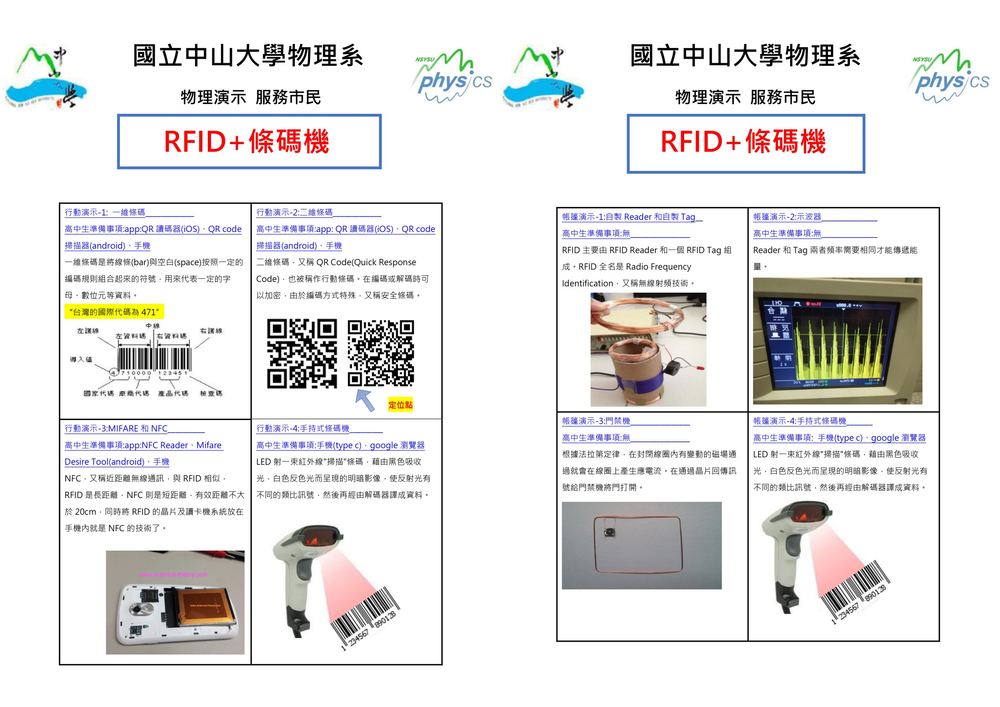 國立中山大學物理系
NSYSU
physics
物理演示 服務市民
RFID+條碼機
行動演示-1: 一維條碼
高中生準備事項:app:QR 讀碼器(iOS)、QR code
掃描器(android)、手機
一維條碼是將線條(bar)與空白(space)按照一定的
編碼規則組合起來的符號，用來代表一定的字
母、數位元等資料。
“台灣的國際代碼為 471”
中線
左護線
左資料碼
右資料碼
右護線
導入值
4 710000 123451
國家代碼 廠商代碼 產品代碼 檢查碼
行動演示-2:二維條碼
高中生準備事項:app: QR 讀碼器(iOS)、QR code
掃描器(android)、手機
二維條碼，又稱 QR Code(Quick Response
Code)，也被稱作行動條碼。在編碼或解碼時可
以加密，由於編碼方式特殊，又稱安全條碼。
定位點
行動演示-3:MIFARE 和 NFC
高中生準備事項:app:NFC Reader、Mifare
Desire Tool(android)、手機
NFC，又稱近距離無線通訊，與 RFID 相似，
RFID 是長距離，NFC 則是短距離，有效距離不大
於 20cm，同時將 RFID 的晶片及讀卡機系統放在
手機內就是 NFC 的技術了。
www.antenna-theory.com
www.antenna-theory.com
行動演示-4:手持式條碼機
高中生準備事項:手機(type c)，google 瀏覽器
LED 射一束紅外線"掃描"條碼，藉由黑色吸收
光，白色反色光而呈現的明暗影像，使反射光有
不同的類比訊號，然後再經由解碼器譯成資料。
1 234567 890128
國立中山大學物理系
NSYSU
physics
物理演示 服務市民
RFID+條碼機
帳篷演示-1:自製 Reader 和自製 Tag
高中生準備事項:無
RFID 主要由 RFID Reader 和一個 RFID Tag 組
成。RFID 全名是 Radio Frequency
Identification，又稱無線射頻技術。
帳篷演示-2:示波器
高中生準備事項:無
Reader 和 Tag 兩者頻率需要相同才能傳遞能
量。
CH1
Stop
耦合
反相
探棒
x1
帳篷演示-3:門禁機
高中生準備事項:無
根據法拉第定律，在封閉線圈內有變動的磁場通
過就會在線圈上產生應電流。在通過晶片回傳訊
號給門禁機將門打開。
帳篷演示-4:手持式條碼機
高中生準備事項: 手機(type c)、google 瀏覽器
LED 射一束紅外線"掃描"條碼，藉由黑色吸收
光，白色反色光而呈現的明暗影像，使反射光有
不同的類比訊號，然後再經由解碼器譯成資料。
1 234567 890128